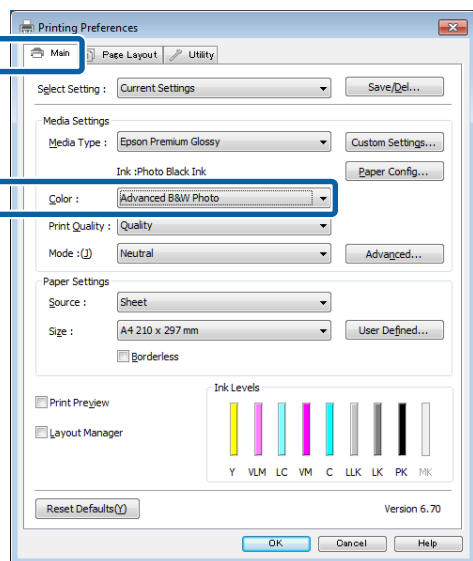 Printing Preferences
Main Page Layout Utility
Select Setting : Current Settings Save/Del...
Media Settings
Media Type : Epson Premium Glossy Custom Settings...
Ink :Photo Black Ink Paper Config...
Color : Advanced B&W Photo
Print Quality : Quality
Mode :(J) Neutral Advanced...
Paper Settings
Source : Sheet
Size : A4 210 x 297 mm User Defined...
Borderless
Ink Levels
Print Preview
Layout Manager
Y VLM LC VM C LLK LK PK MK
Reset Defaults(Y) Version 6.70
OK Cancel Help